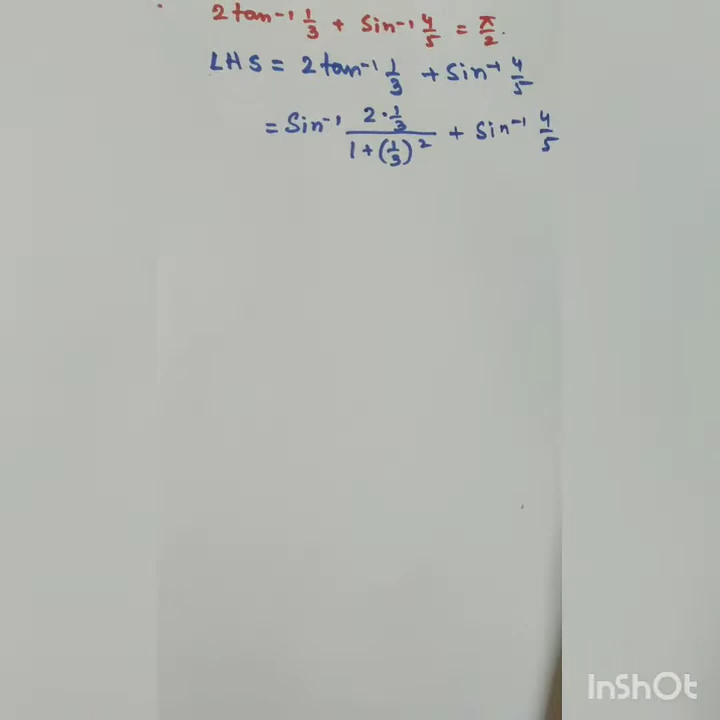 2 tan⁻¹ 1/3 + Sin⁻¹ 4/5 = π/2.
LHS = 2 tan⁻¹ 1/3 + Sin⁻¹ 4/5
= Sin⁻¹ (2·1/3)/(1+(1/3)²) + Sin⁻¹ 4/5
InShOt